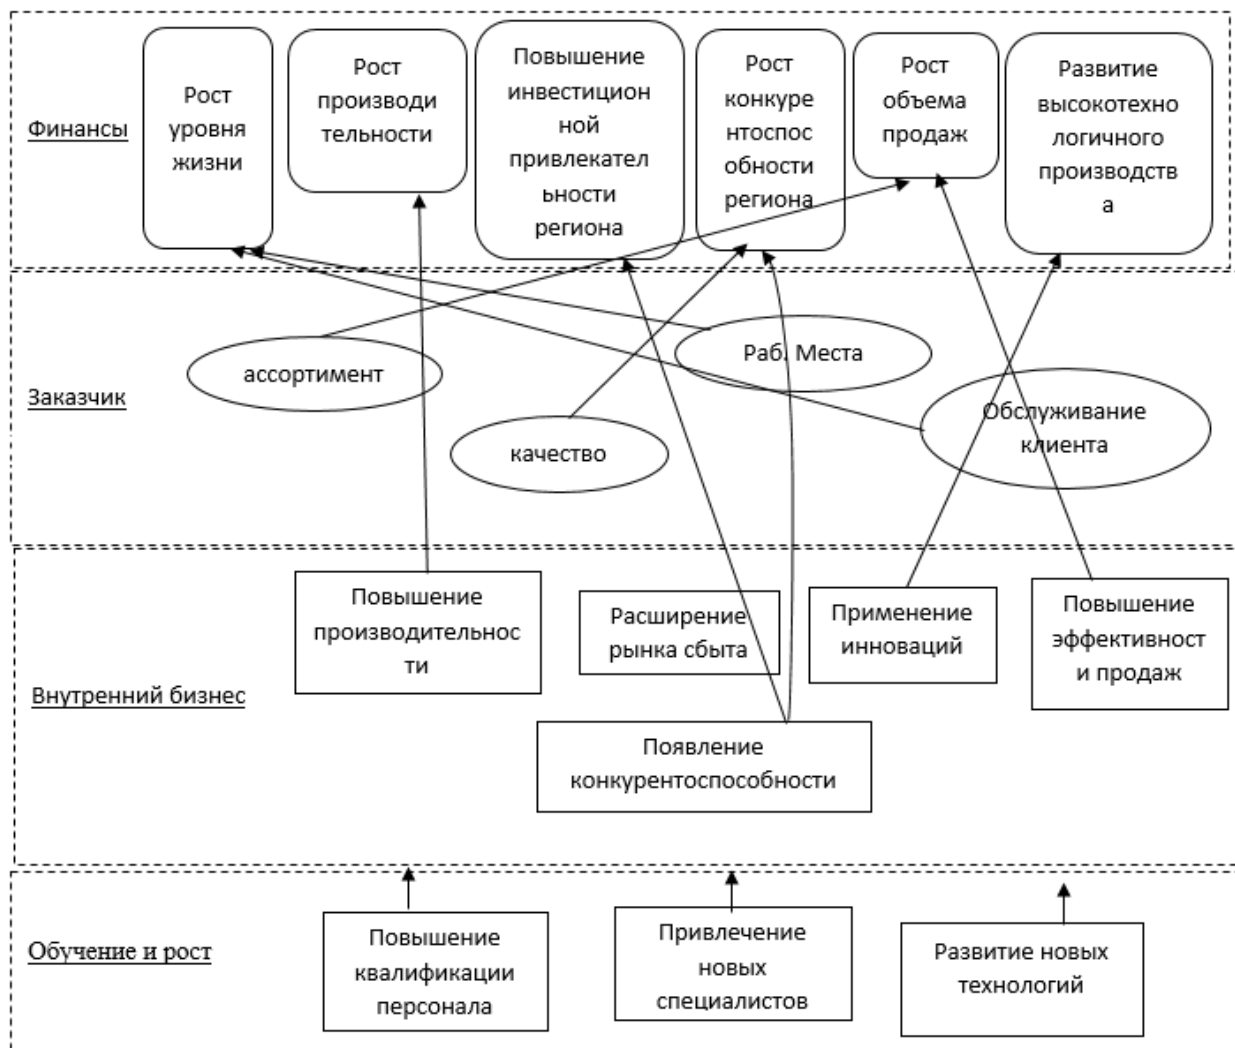 Финансы
Рост
уровня
жизни
Рост
производи
тельности
Повышение
инвестицион
ной
привлекател
ьности
региона
Рост
конкуре
нтоспос
обности
региона
Рост
объема
продаж
Развитие
высокотехно
логичного
производств
а
Заказчик
ассортимент
качество
Раб. Места
Обслуживание
клиента
Внутренний бизнес
Повышение
производительнос
ти
Расширение
рынка сбыта
Применение
инноваций
Повышение
эффективност
и продаж
Появление
конкурентоспособности
Обучение и рост
Повышение
квалификации
персонала
Привлечение
новых
специалистов
Развитие новых
технологий